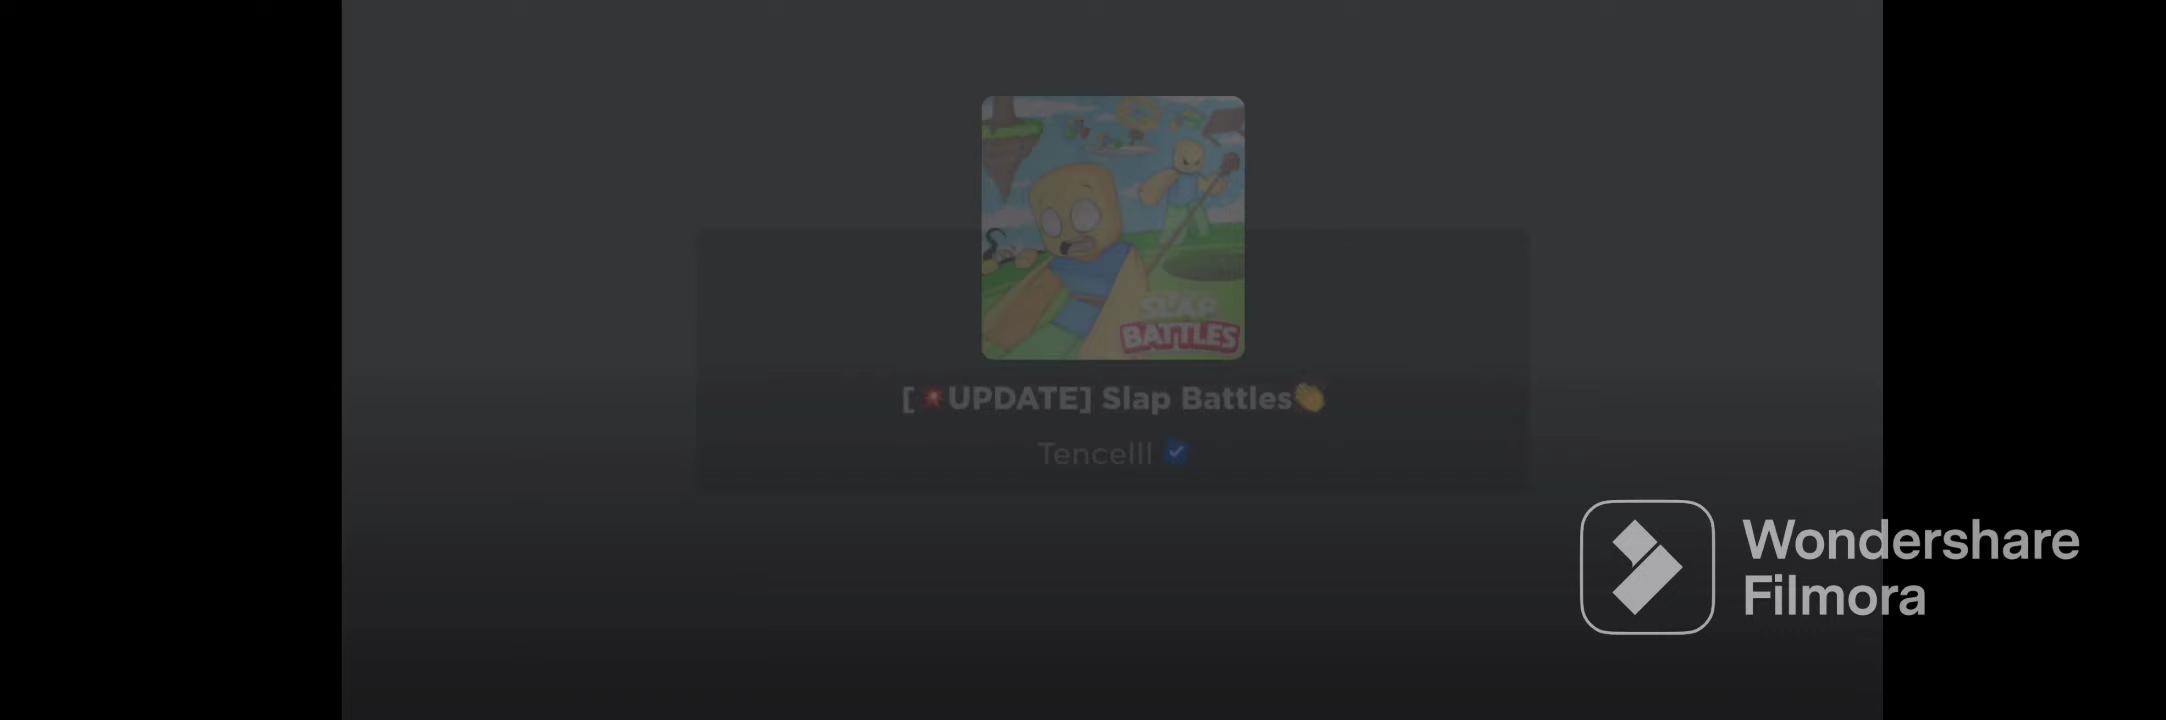 SLAP
BATTLES
[💥UPDATE] Slap Battles👏
Tencelll
Wondershare
Filmora